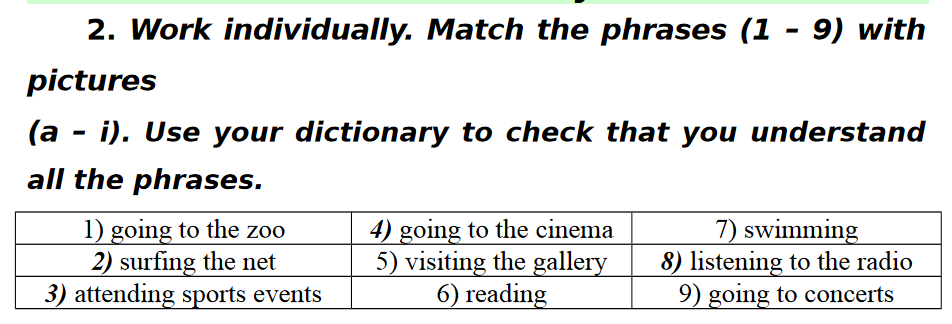 2. Work individually. Match the phrases (1 – 9) with
pictures
(a – i). Use your dictionary to check that you understand
all the phrases.
1) going to the zoo 4) going to the cinema 7) swimming
2) surfing the net 5) visiting the gallery 8) listening to the radio
3) attending sports events 6) reading 9) going to concerts